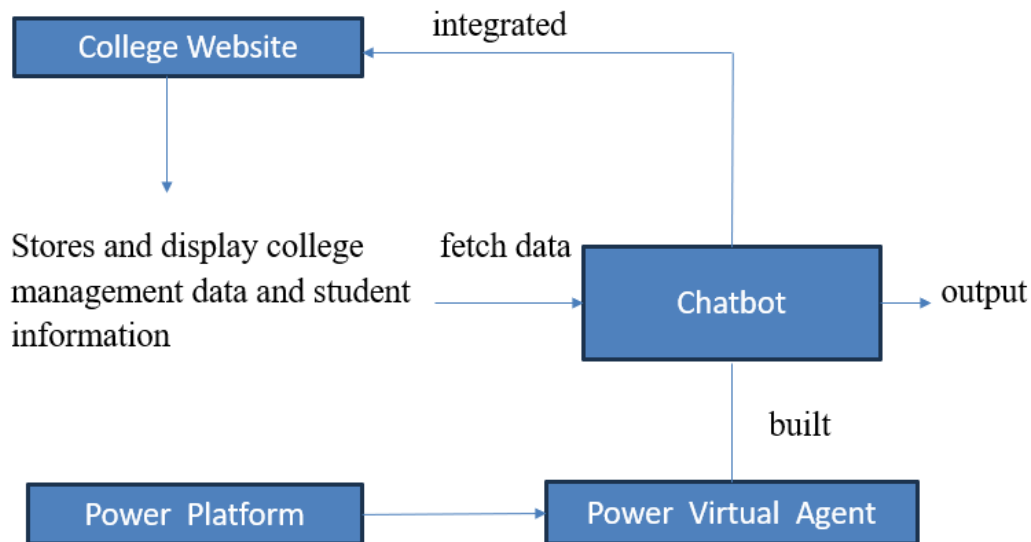 integrated
College Website
Stores and display college
management data and student
information
fetch data
Chatbot
output
built
Power Platform
Power Virtual Agent